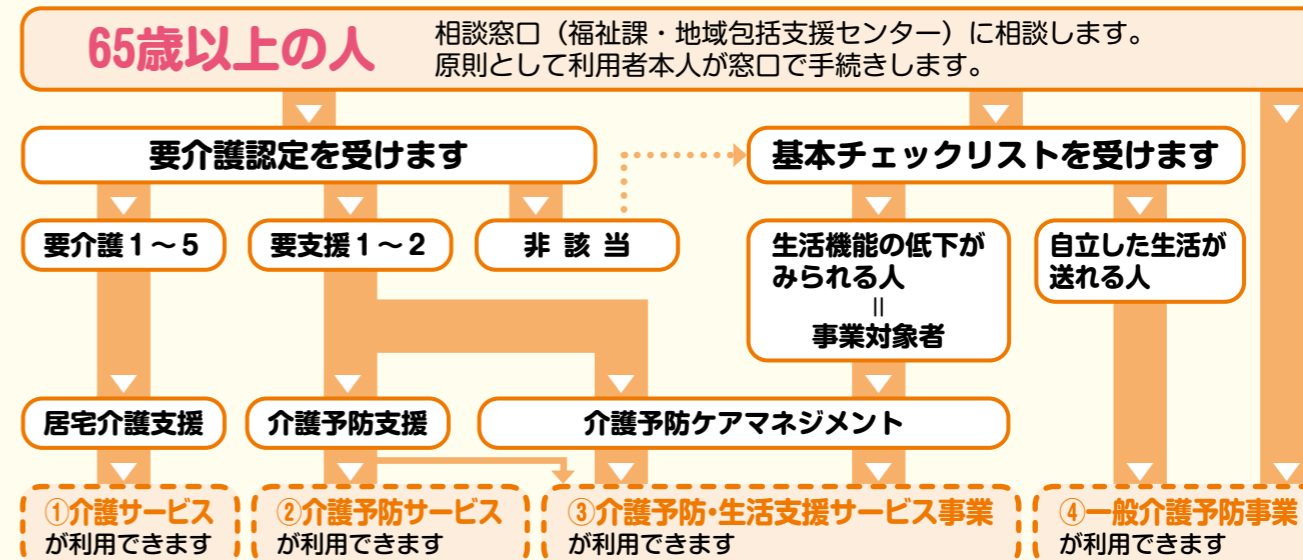 65歳以上の人
相談窓口（福祉課・地域包括支援センター）に相談します。
原則として利用者本人が窓口で手続きします。
要介護認定を受けます
基本チェックリストを受けます
要介護１～５
要支援１～２
非該当
生活機能の低下が
みられる人
＝
事業対象者
自立した生活が
送れる人
居宅介護支援
介護予防支援
介護予防ケアマネジメント
①介護サービス
が利用できます
②介護予防サービス
が利用できます
③介護予防・生活支援サービス事業
が利用できます
④一般介護予防事業
が利用できます